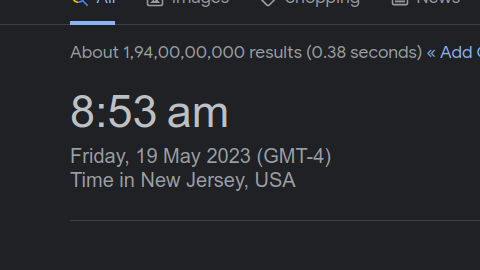 All Images Shopping News
About 1,94,00,00,000 results (0.38 seconds) « Add
8:53 am
Friday, 19 May 2023 (GMT-4)
Time in New Jersey, USA